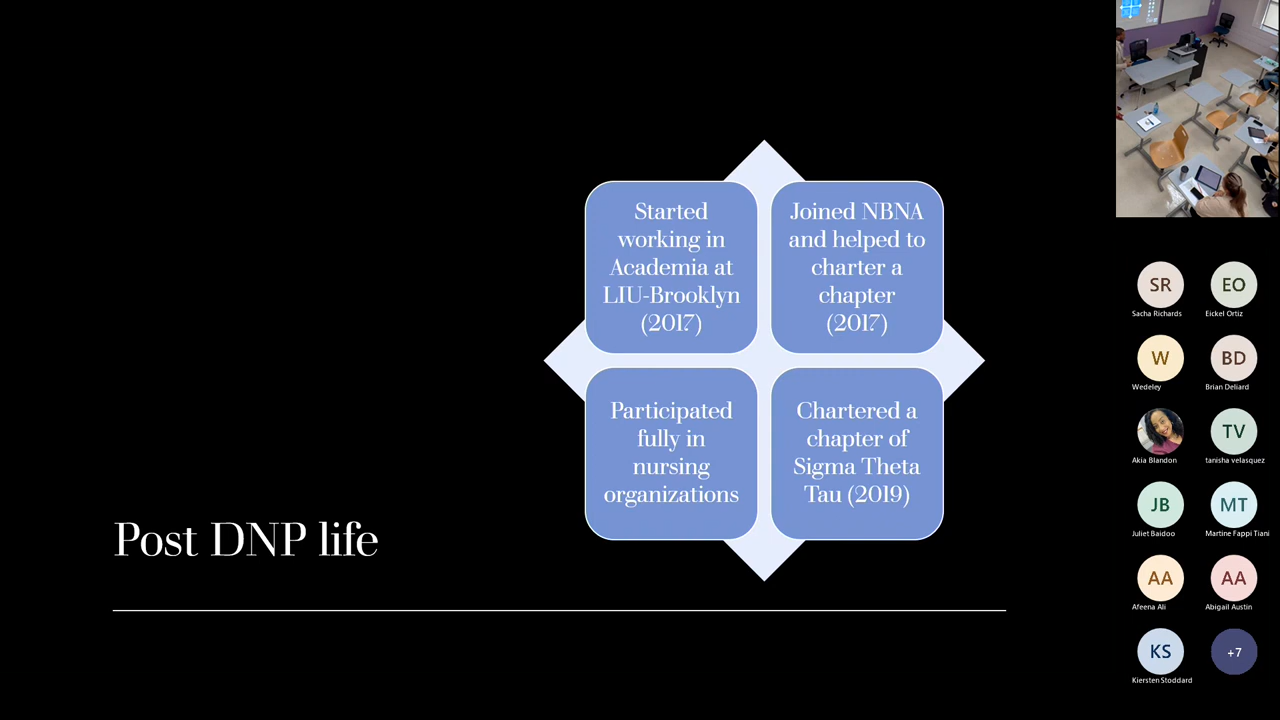 Post DNP life
Started
working in
Academia at
LIU-Brooklyn
(2017)
Joined NBNA
and helped to
charter a
chapter
(2017)
Participated
fully in
nursing
organizations
Chartered a
chapter of
Sigma Theta
Tau (2019)
SR
Sacha Richards
EO
Eickel Ortiz
W
Wedeley
BD
Brian Deliard
Akia Blandon
TV
tanisha velasquez
JB
Juliet Baidoo
MT
Martine Fappi Tiani
AA
Afeena Ali
AA
Abigail Austin
KS
Kiersten Stoddard
+7